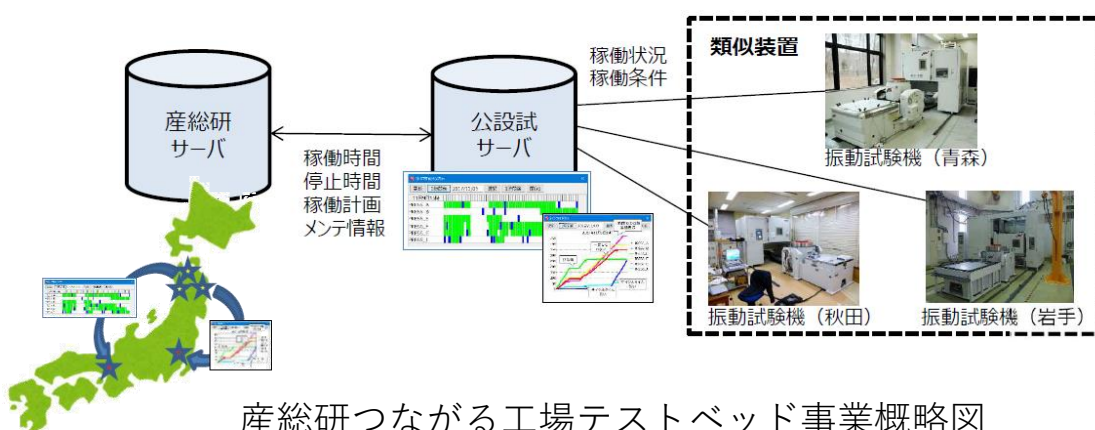 産総研
サーバ
稼働時間
停止時間
稼働計画
メンテ情報
公設試
サーバ
稼働状況
稼働条件
類似装置
振動試験機（青森）
振動試験機（秋田）
振動試験機（岩手）
産総研つながる工場テストベッド事業概略図